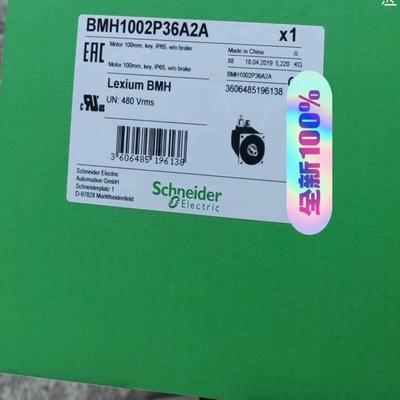 BMH1002P36A2A x1
EAC
Motor 100mm, key, IP65, w/o brake
Motor 100mm, key, IP65, w/o brake
Made in China
88 18.04.2019 5,220 KG
BMH1002P36A2A
3606485196138
Lexium BMH
UN: 480 Vrms
3 606485 196138
Schneider Electric
Automation GmbH
Schneiderplatz 1
D-97828 Marktheidenfeld
Schneider
Electric
全新100%